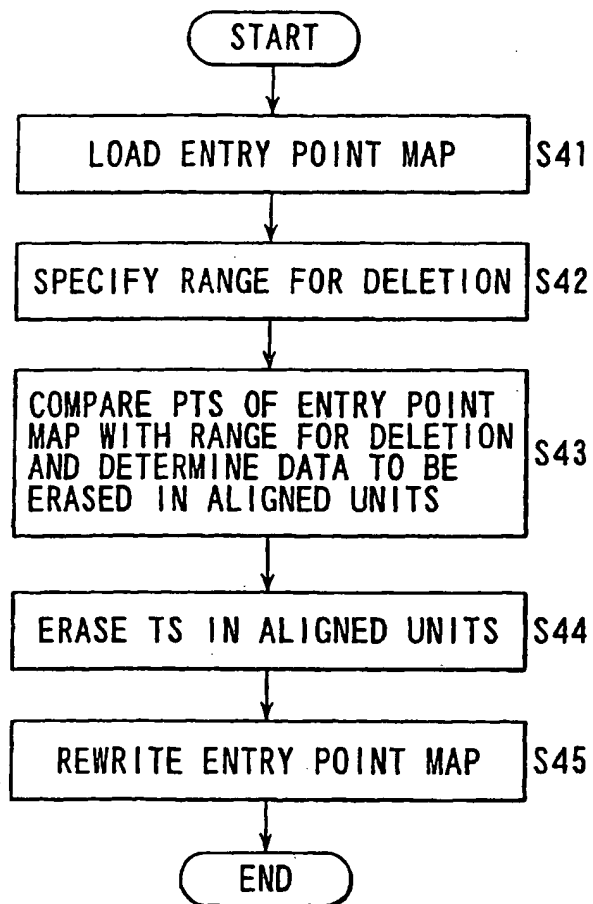 START
LOAD ENTRY POINT MAP S41
SPECIFY RANGE FOR DELETION S42
COMPARE PTS OF ENTRY POINT
MAP WITH RANGE FOR DELETION
AND DETERMINE DATA TO BE
ERASED IN ALIGNED UNITS
S43
ERASE TS IN ALIGNED UNITS S44
REWRITE ENTRY POINT MAP S45
END